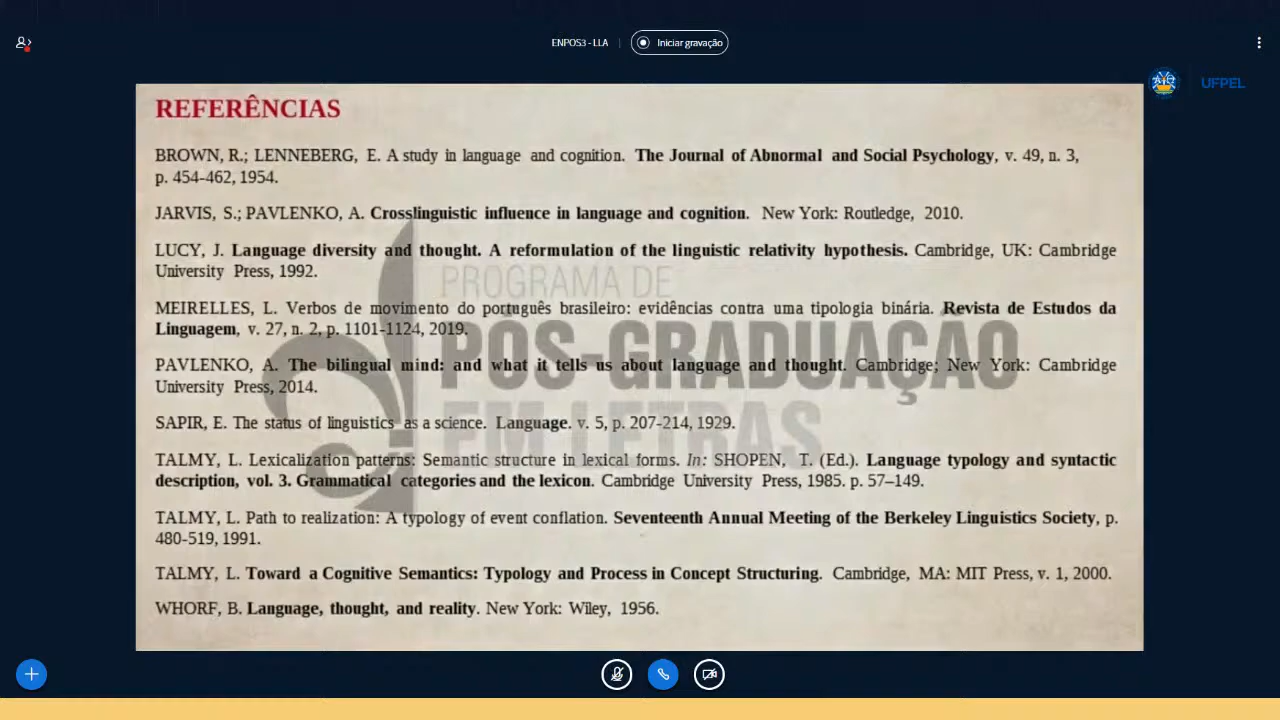 ENPOS3 - LLA
Iniciar gravação
UFPEL
REFERÊNCIAS
BROWN, R.; LENNEBERG, E. A study in language and cognition. The Journal of Abnormal and Social Psychology, v. 49, n. 3,
p. 454-462, 1954.
JARVIS, S.; PAVLENKO, A. Crosslinguistic influence in language and cognition. New York: Routledge, 2010.
LUCY, J. Language diversity and thought. A reformulation of the linguistic relativity hypothesis. Cambridge, UK: Cambridge
University Press, 1992.
PROGRAMA DE
MEIRELLES, L. Verbos de movimento do português brasileiro: evidências contra uma tipologia binária. Revista de Estudos da
Linguagem, v. 27, n. 2, p. 1101-1124, 2019.
PÓS-GRADUAÇÃO
PAVLENKO, A. The bilingual mind: and what it tells us about language and thought. Cambridge; New York: Cambridge
University Press, 2014.
SAPIR, E. The status of linguistics as a science. Language. v. 5, p. 207-214, 1929.
EM LETRAS
TALMY, L. Lexicalization patterns: Semantic structure in lexical forms. In: SHOPEN, T. (Ed.). Language typology and syntactic
description, vol. 3. Grammatical categories and the lexicon. Cambridge University Press, 1985. p. 57–149.
TALMY, L. Path to realization: A typology of event conflation. Seventeenth Annual Meeting of the Berkeley Linguistics Society, p.
480-519, 1991.
TALMY, L. Toward a Cognitive Semantics: Typology and Process in Concept Structuring. Cambridge, MA: MIT Press, v. 1, 2000.
WHORF, B. Language, thought, and reality. New York: Wiley, 1956.